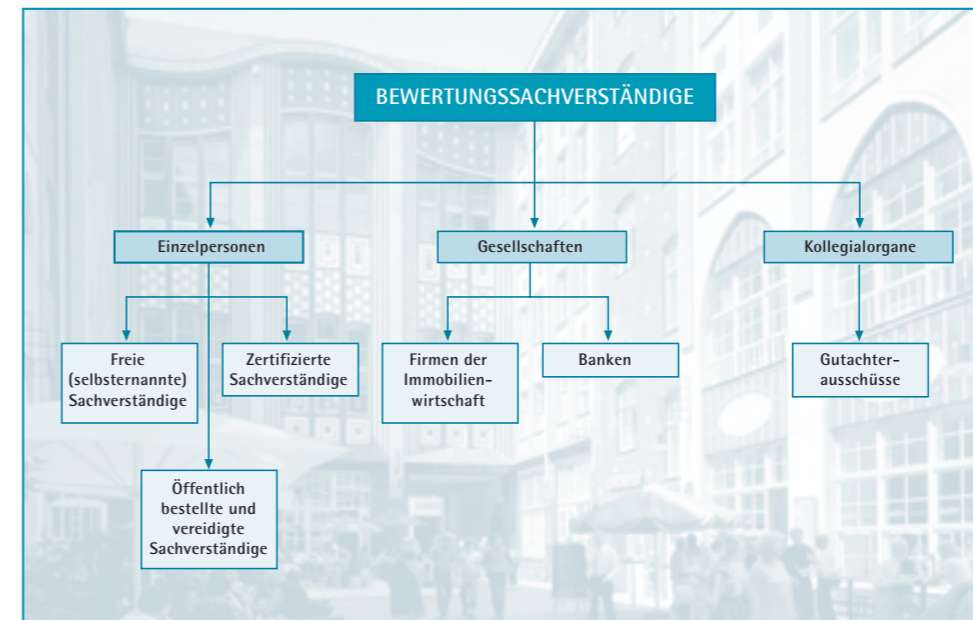 BEWERTUNGSSACHVERSTÄNDIGE
Einzelpersonen
Gesellschaften
Kollegialorgane
Freie
(selbsternannte)
Sachverständige
Zertifizierte
Sachverständige
Firmen der
Immobilien-
wirtschaft
Banken
Gutachter-
ausschüsse
Öffentlich
bestellte und
vereidigte
Sachverständige